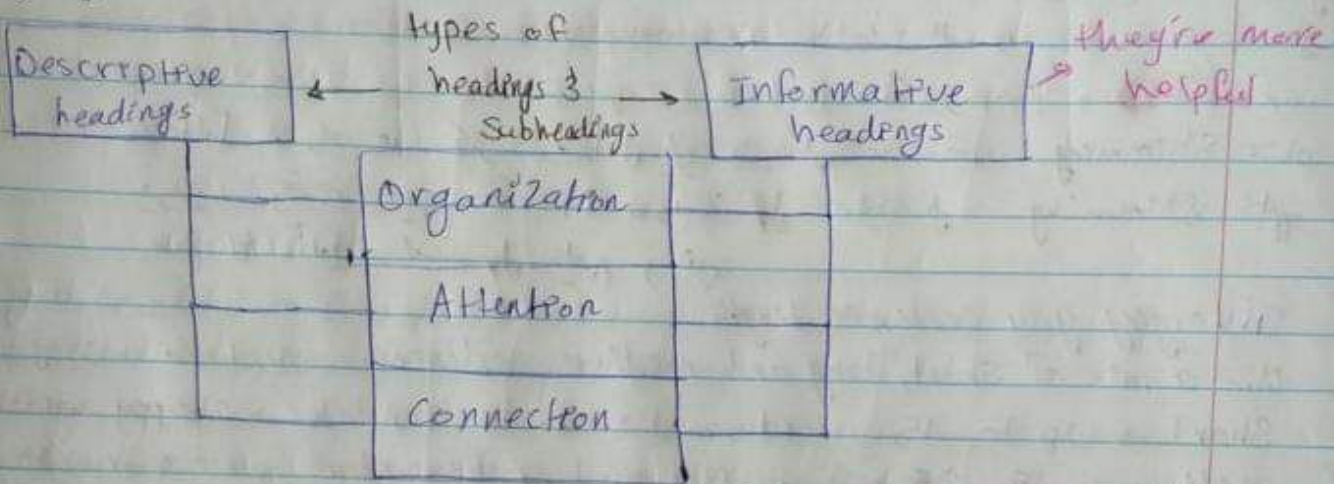 types of
headings &
Subheadings
Descriptive
headings
Informative
headings
they're more
helpful
Organization
Attention
Connection